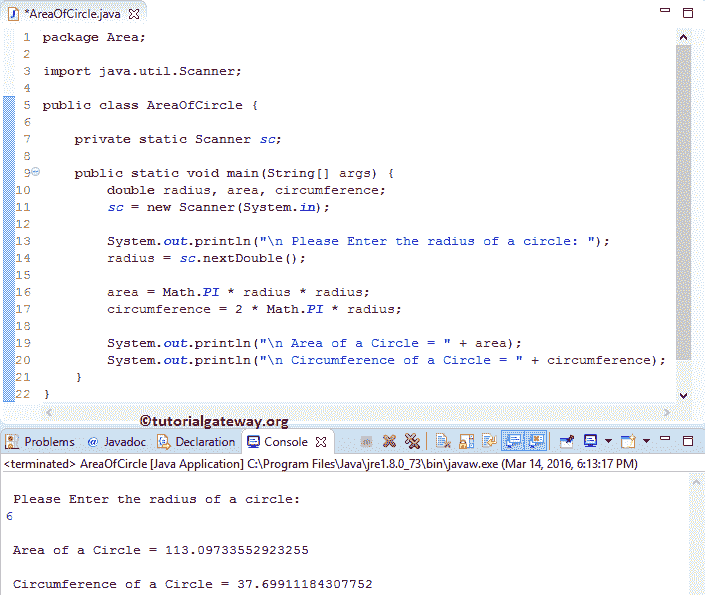 *AreaOfCircle.java
1 package Area;
2
3 import java.util.Scanner;
4
5 public class AreaOfCircle {
6
7 private static Scanner sc;
8
9 public static void main(String[] args) {
10 double radius, area, circumference;
11 sc = new Scanner(System.in);
12
13 System.out.println("\n Please Enter the radius of a circle: ");
14 radius = sc.nextDouble();
15
16 area = Math.PI * radius * radius;
17 circumference = 2 * Math.PI * radius;
18
19 System.out.println("\n Area of a Circle = " + area);
20 System.out.println("\n Circumference of a Circle = " + circumference);
21 }
22 }
©tutorialgateway.org
Problems @ Javadoc Declaration Console
<terminated> AreaOfCircle [Java Application] C:\Program Files\Java\jre1.8.0_73\bin\javaw.exe (Mar 14, 2016, 6:13:17 PM)
Please Enter the radius of a circle:
6
Area of a Circle = 113.09733552923255
Circumference of a Circle = 37.69911184307752